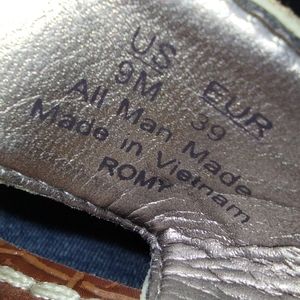 US EUR
9M 39
All Man Made
Made in Vietnam
ROMY